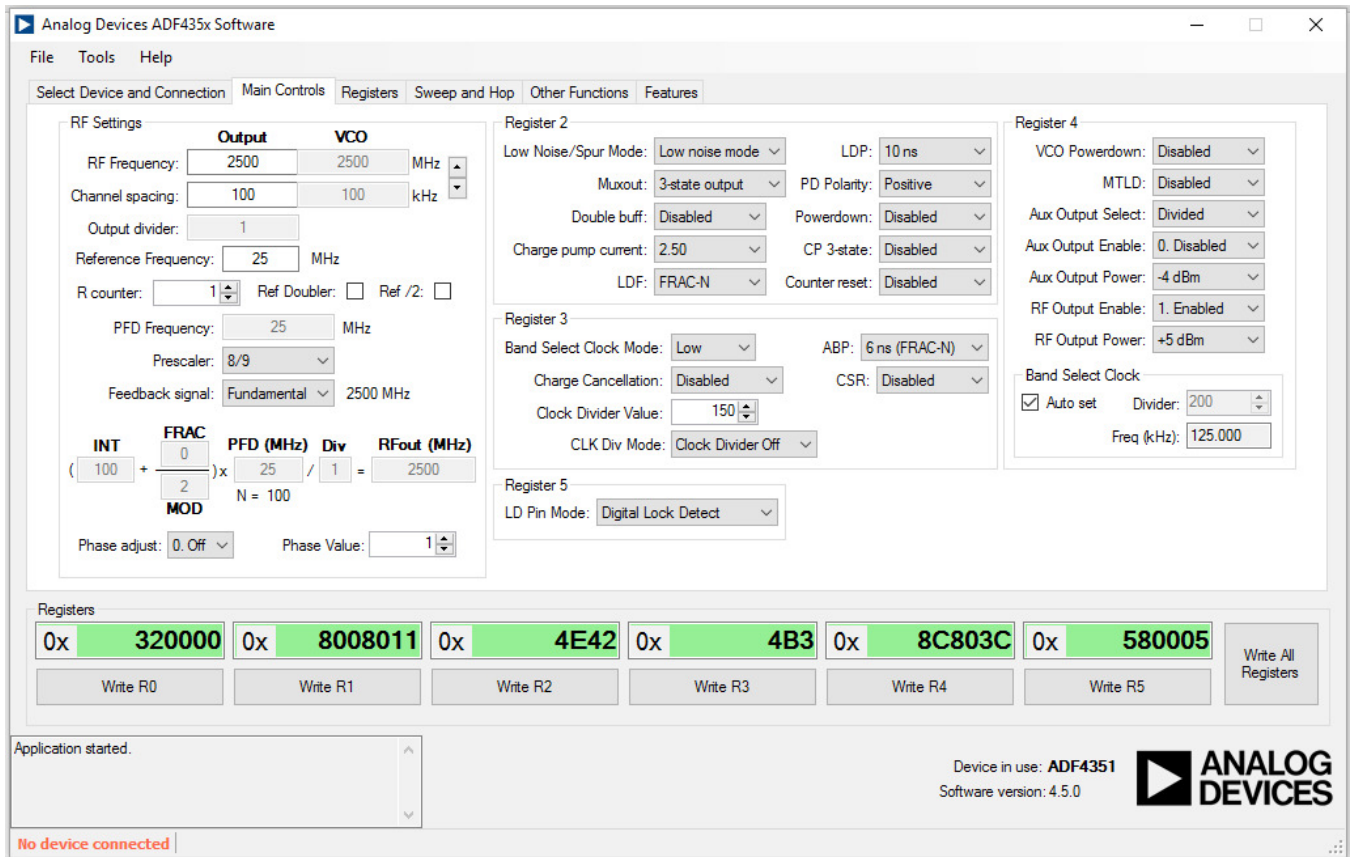 Analog Devices ADF435x Software
File Tools Help
Select Device and Connection Main Controls Registers Sweep and Hop Other Functions Features
RF Settings
Output VCO
RF Frequency: 2500 2500 MHz
Channel spacing: 100 100 kHz
Output divider: 1
Reference Frequency: 25 MHz
R counter: 1 Ref Doubler: Ref /2:
PFD Frequency: 25 MHz
Prescaler: 8/9
Feedback signal: Fundamental 2500 MHz
INT FRAC PFD (MHz) Div RFout (MHz)
0
( 100 + )x 25 / 1 = 2500
2
MOD N = 100
Phase adjust: 0. Off Phase Value: 1
Register 2
Low Noise/Spur Mode: Low noise mode LDP: 10 ns
Muxout: 3-state output PD Polarity: Positive
Double buff: Disabled Powerdown: Disabled
Charge pump current: 2.50 CP 3-state: Disabled
LDF: FRAC-N Counter reset: Disabled
Register 3
Band Select Clock Mode: Low ABP: 6 ns (FRAC-N)
Charge Cancellation: Disabled CSR: Disabled
Clock Divider Value: 150
CLK Div Mode: Clock Divider Off
Register 5
LD Pin Mode: Digital Lock Detect
Register 4
VCO Powerdown: Disabled
MTLD: Disabled
Aux Output Select: Divided
Aux Output Enable: 0. Disabled
Aux Output Power: -4 dBm
RF Output Enable: 1. Enabled
RF Output Power: +5 dBm
Band Select Clock
Auto set Divider: 200
Freq (kHz): 125.000
Registers
0x 320000 0x 8008011 0x 4E42 0x 4B3 0x 8C803C 0x 580005
Write R0 Write R1 Write R2 Write R3 Write R4 Write R5 Write All Registers
Application started.
Device in use: ADF4351
Software version: 4.5.0
ANALOG
DEVICES
No device connected